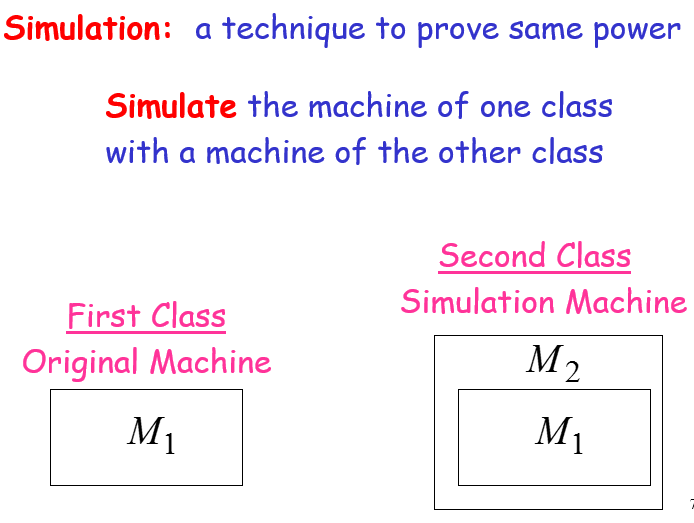 Simulation: a technique to prove same power
Simulate the machine of one class
with a machine of the other class
Second Class
Simulation Machine
First Class
Original Machine
M2
M1
M1